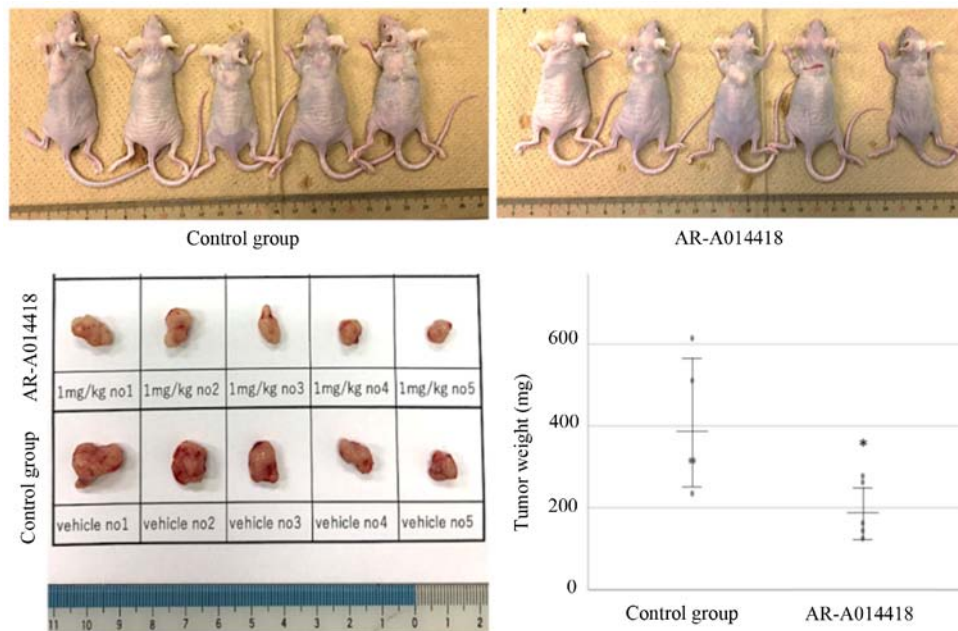 Control group
AR-A014418
AR-A014418
1mg/kg no1
1mg/kg no2
1mg/kg no3
1mg/kg no4
1mg/kg no5
Control group
vehicle no1
vehicle no2
vehicle no3
vehicle no4
vehicle no5
11 10 9 8 7 6 5 4 3 2 1 0 1 2
Tumor weight (mg)
600
400
*
200
0
Control group
AR-A014418